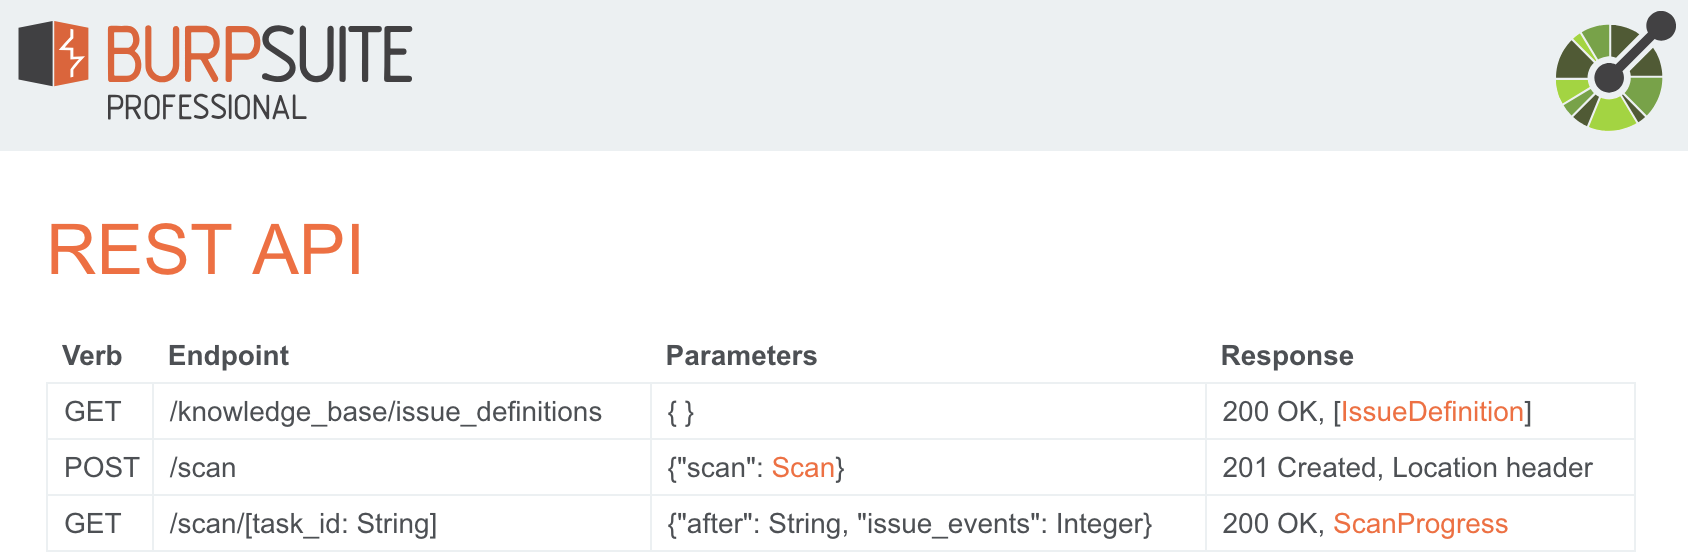 BURPSUITE
PROFESSIONAL
REST API
Verb Endpoint Parameters Response
GET /knowledge_base/issue_definitions { } 200 OK, [IssueDefinition]
POST /scan {"scan": Scan} 201 Created, Location header
GET /scan/[task_id: String] {"after": String, "issue_events": Integer} 200 OK, ScanProgress